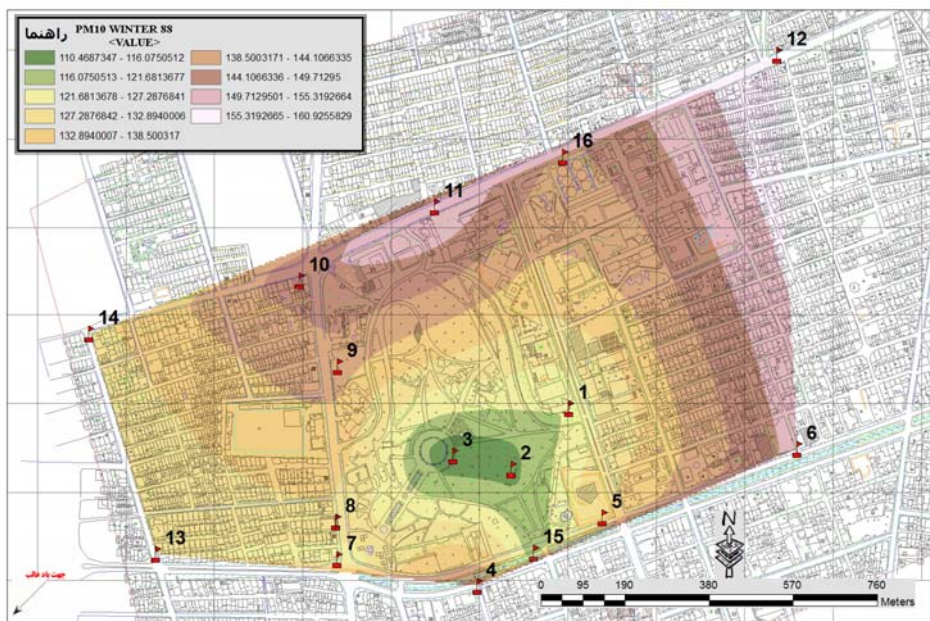 راهنما PM10 WINTER 88
<VALUE>
110.4687347 - 116.0750512
116.0750513 - 121.6813677
121.6813678 - 127.2876841
127.2876842 - 132.8940006
132.8940007 - 138.500317
138.5003171 - 144.1066335
144.1066336 - 149.71295
149.7129501 - 155.3192664
155.3192665 - 160.9255829
12
16
11
10
14
9
1
3
2
6
5
8
15
13
7
4
جهت باد غالب
N
0 95 190 380 570 760
Meters